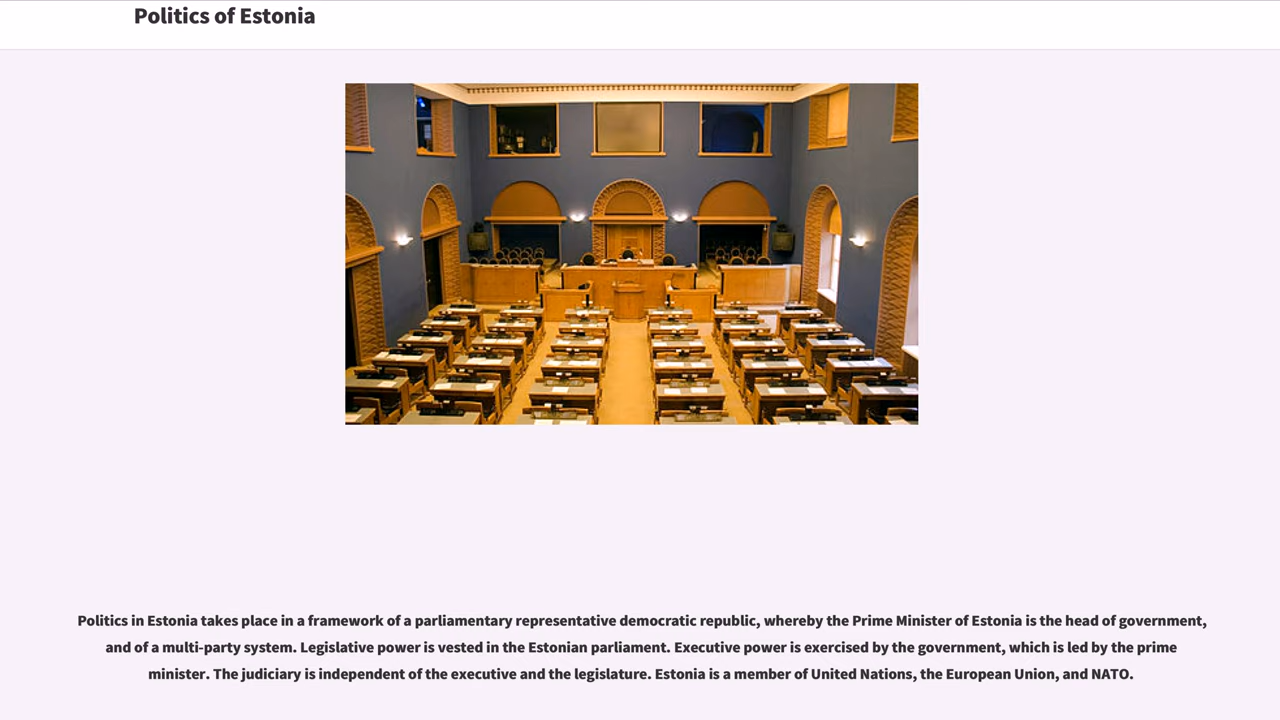 Politics of Estonia
Politics in Estonia takes place in a framework of a parliamentary representative democratic republic, whereby the Prime Minister of Estonia is the head of government,
and of a multi-party system. Legislative power is vested in the Estonian parliament. Executive power is exercised by the government, which is led by the prime
minister. The judiciary is independent of the executive and the legislature. Estonia is a member of United Nations, the European Union, and NATO.